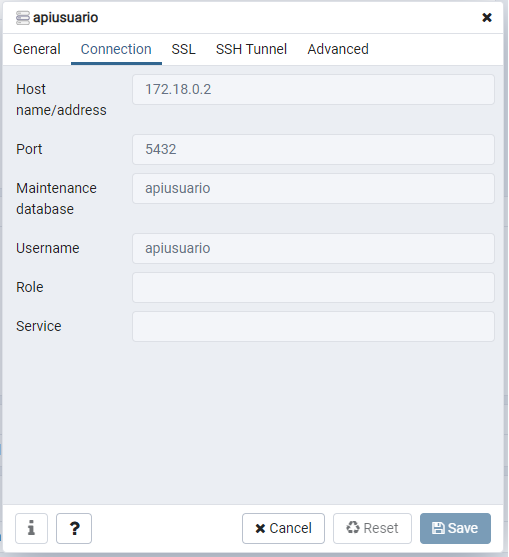 apiusuario
General Connection SSL SSH Tunnel Advanced
Host name/address 172.18.0.2
Port 5432
Maintenance database apiusuario
Username apiusuario
Role
Service
i ? Cancel Reset Save